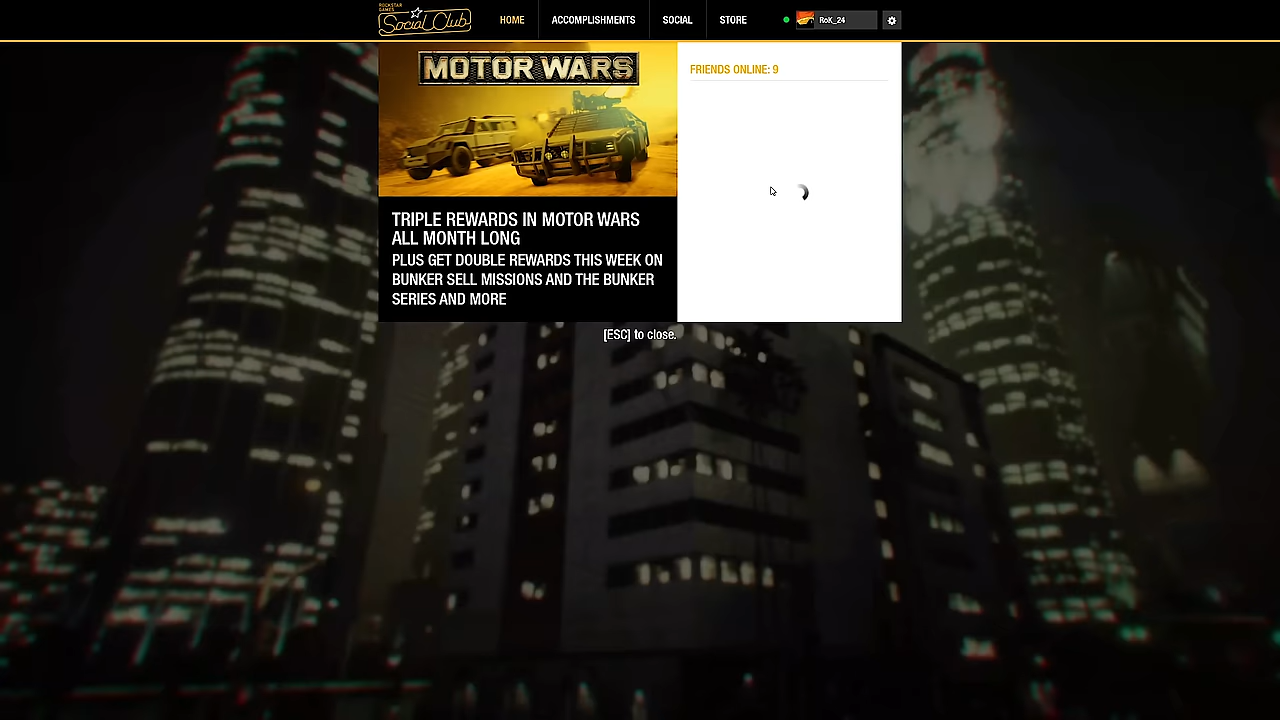 ROCKSTAR
GAMES
Social Club
HOME
ACCOMPLISHMENTS
SOCIAL
STORE
RoK_24
MOTOR WARS
TRIPLE REWARDS IN MOTOR WARS
ALL MONTH LONG
PLUS GET DOUBLE REWARDS THIS WEEK ON
BUNKER SELL MISSIONS AND THE BUNKER
SERIES AND MORE
FRIENDS ONLINE: 9
[ESC] to close.